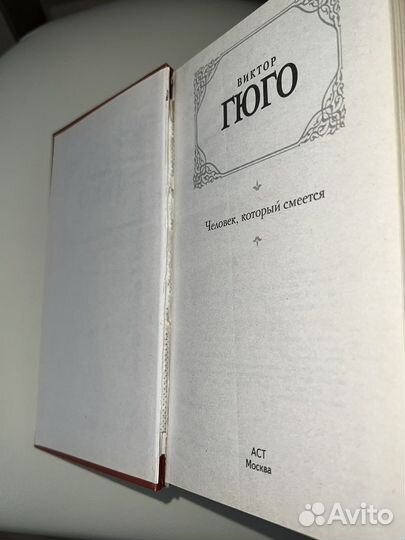 ВИКТОР
ГЮГО
Человек, который смеется
АСТ
Москва
Avito